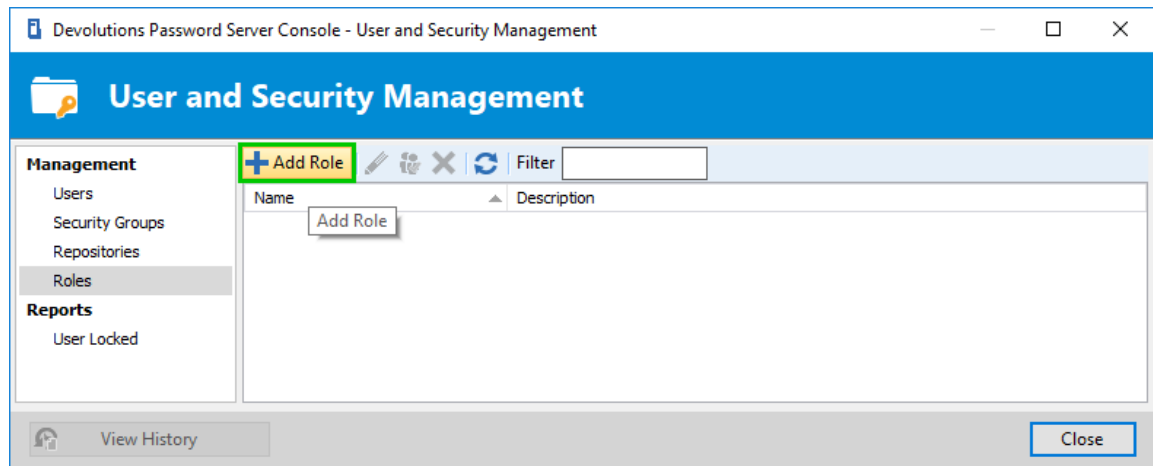 Devolutions Password Server Console - User and Security Management
User and Security Management
Management
Users
Security Groups
Repositories
Roles
Reports
User Locked
Add Role
Filter
Name
Description
Add Role
View History
Close